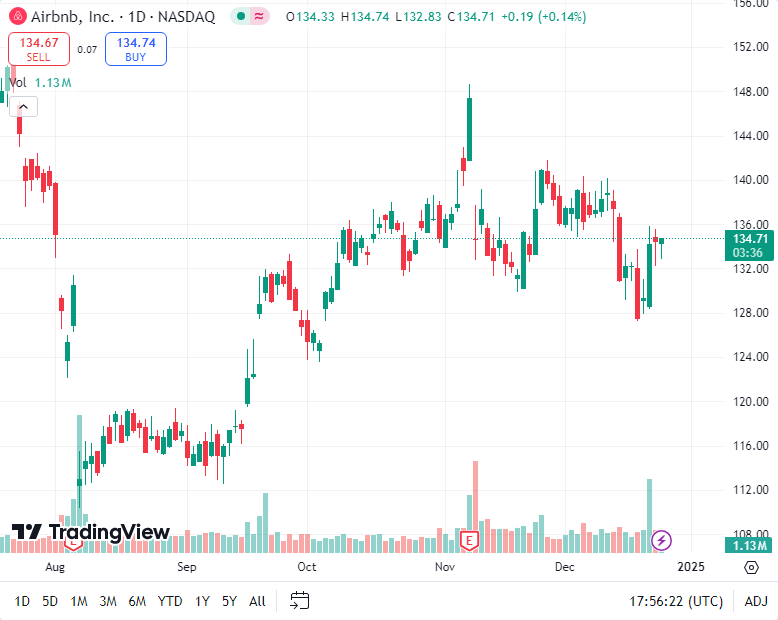 Airbnb, Inc. · 1D · NASDAQ O134.33 H134.74 L132.83 C134.71 +0.19 (+0.14%)
134.67 SELL 0.07 134.74 BUY
Vol 1.13M
156.00
152.00
148.00
144.00
140.00
136.00
134.71
03:36
132.00
128.00
124.00
120.00
116.00
112.00
108.00
1.13M
TradingView
E E
Aug Sep Oct Nov Dec 2025
1D 5D 1M 3M 6M YTD 1Y 5Y All 17:56:22 (UTC) ADJ